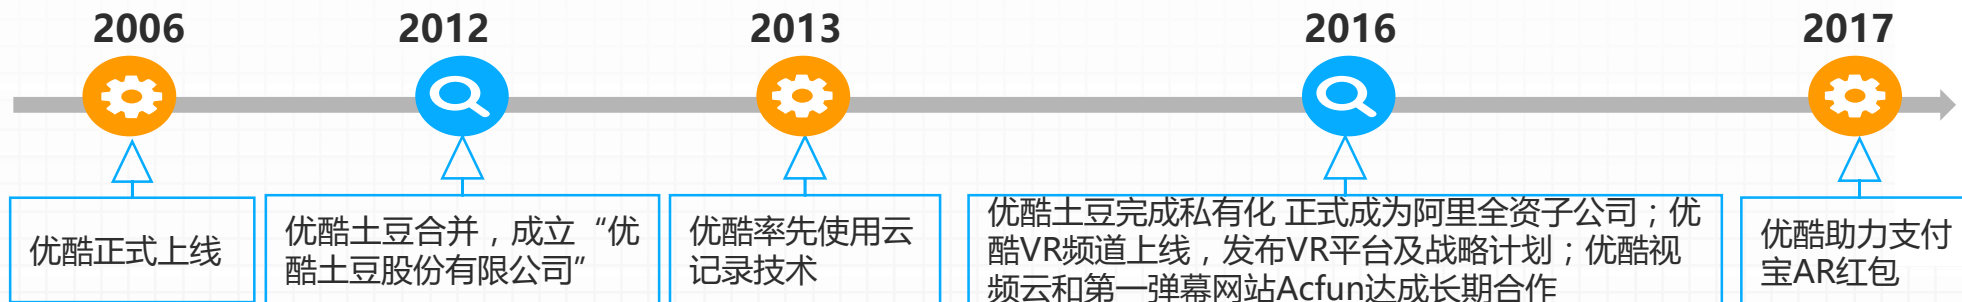 2006
2012
2013
2016
2017
优酷正式上线
优酷土豆合并，成立“优
酷土豆股份有限公司”
优酷率先使用云
记录技术
优酷土豆完成私有化 正式成为阿里全资子公司；优
酷VR频道上线，发布VR平台及战略计划；优酷视
频云和第一弹幕网站Acfun达成长期合作
优酷助力支付
宝AR红包